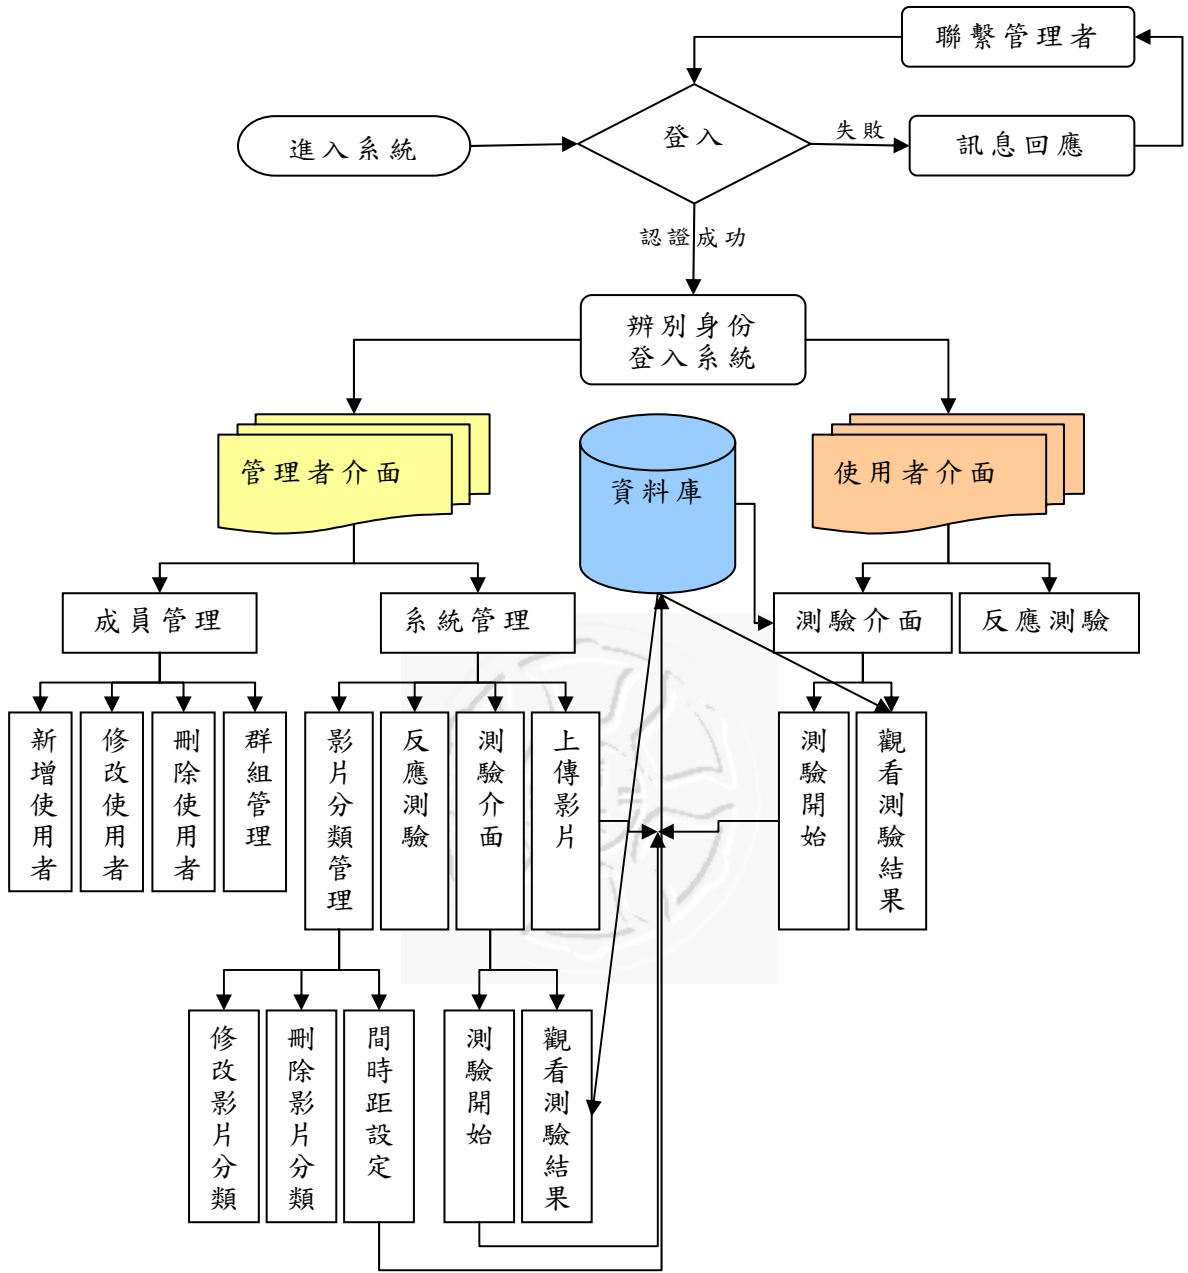 聯繫管理者
進入系統
登入
失敗
訊息回應
認證成功
辨別身份
登入系統
管理者介面
資料庫
使用者介面
成員管理
系統管理
測驗介面
反應測驗
新增使用者
修改使用者
刪除使用者
群組管理
影片分類管理
反應測驗
測驗介面
上傳影片
測驗開始
觀看測驗結果
修改影片分類
刪除影片分類
間時距設定
測驗開始
觀看測驗結果